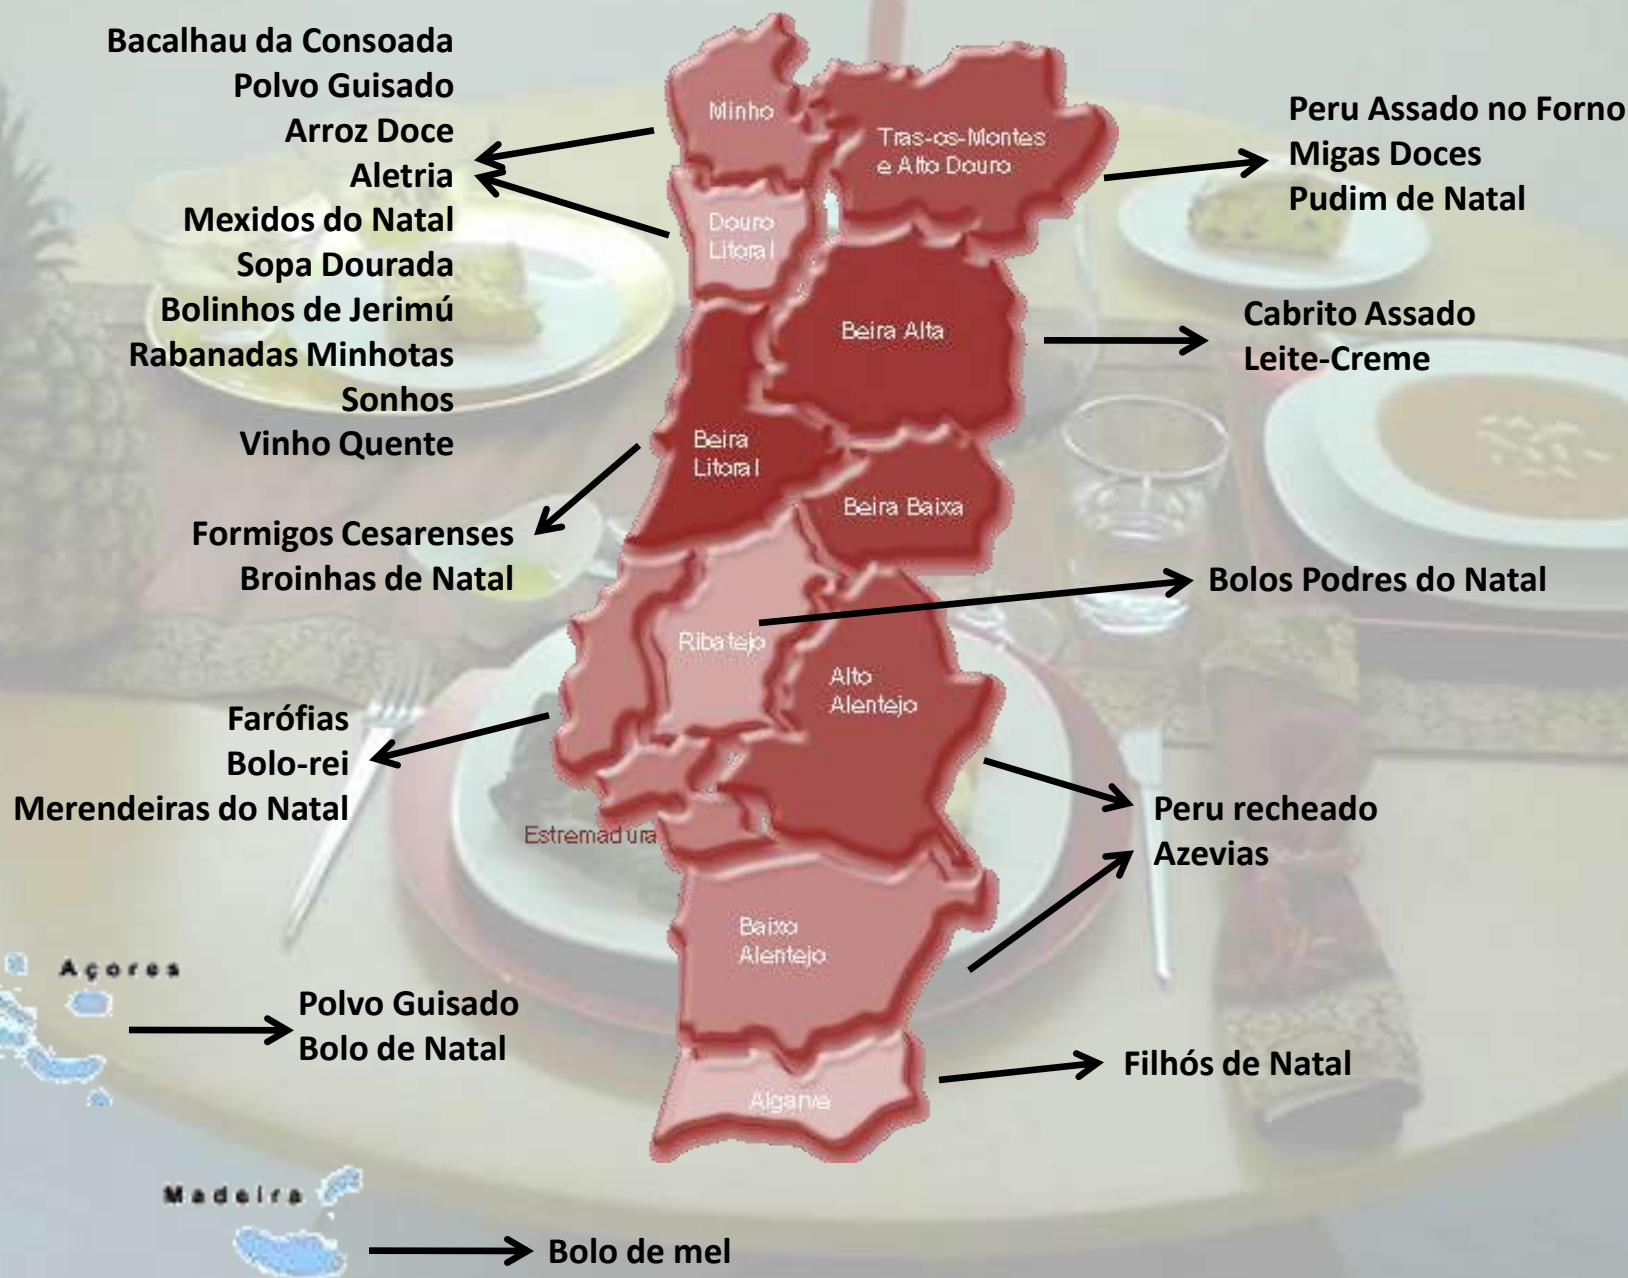 Bacalhau da Consoada
Polvo Guisado
Arroz Doce
Aletria
Mexidos do Natal
Sopa Dourada
Bolinhos de Jerimú
Rabanadas Minhotas
Sonhos
Vinho Quente
Minho
Tras-os-Montes
e Alto Douro
Peru Assado no Forno
Migas Doces
Pudim de Natal
Douro
Litoral
Beira Alta
Cabrito Assado
Leite-Creme
Beira
Litoral
Beira Baixa
Formigos Cesarenses
Broinhas de Natal
Bolos Podres do Natal
Ribatejo
Alto
Alentejo
Farófias
Bolo-rei
Merendeiras do Natal
Estremadura
Peru recheado
Azevias
Baixo
Alentejo
Açores
Polvo Guisado
Bolo de Natal
Filhós de Natal
Algarve
Madeira
Bolo de mel